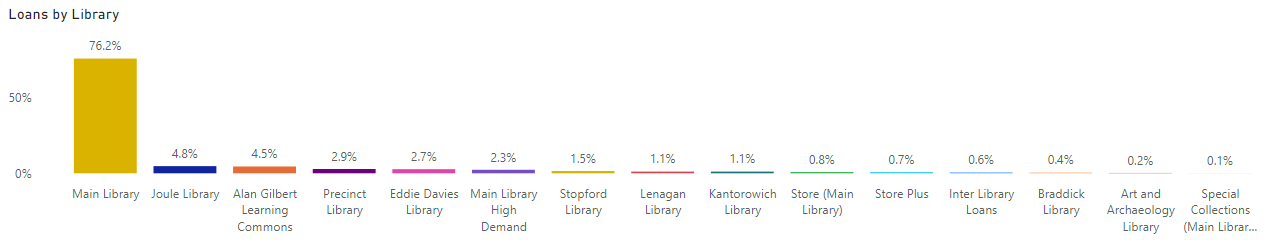 Loans by Library
76.2%
50%
4.8%
4.5%
2.9%
2.7%
2.3%
1.5%
1.1%
1.1%
0.8%
0.7%
0.6%
0.4%
0.2%
0.1%
0%
Main Library
Joule Library
Alan Gilbert
Learning
Commons
Precinct
Library
Eddie Davies
Library
Main Library
High
Demand
Stopford
Library
Lenagan
Library
Kantorowich
Library
Store (Main
Library)
Store Plus
Inter Library
Loans
Braddick
Library
Art and
Archaeology
Library
Special
Collections
(Main Librar...